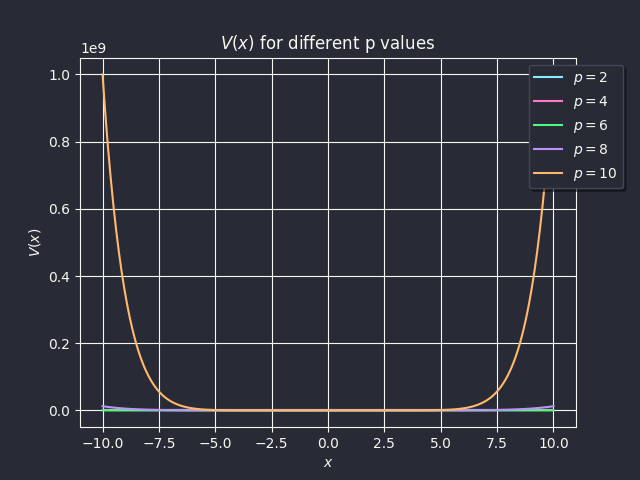 V(x) for different p values
1e9
1.0
0.8
0.6
0.4
0.2
0.0
V(x)
−10.0 −7.5 −5.0 −2.5 0.0 2.5 5.0 7.5 10.0
x
p = 2
p = 4
p = 6
p = 8
p = 10